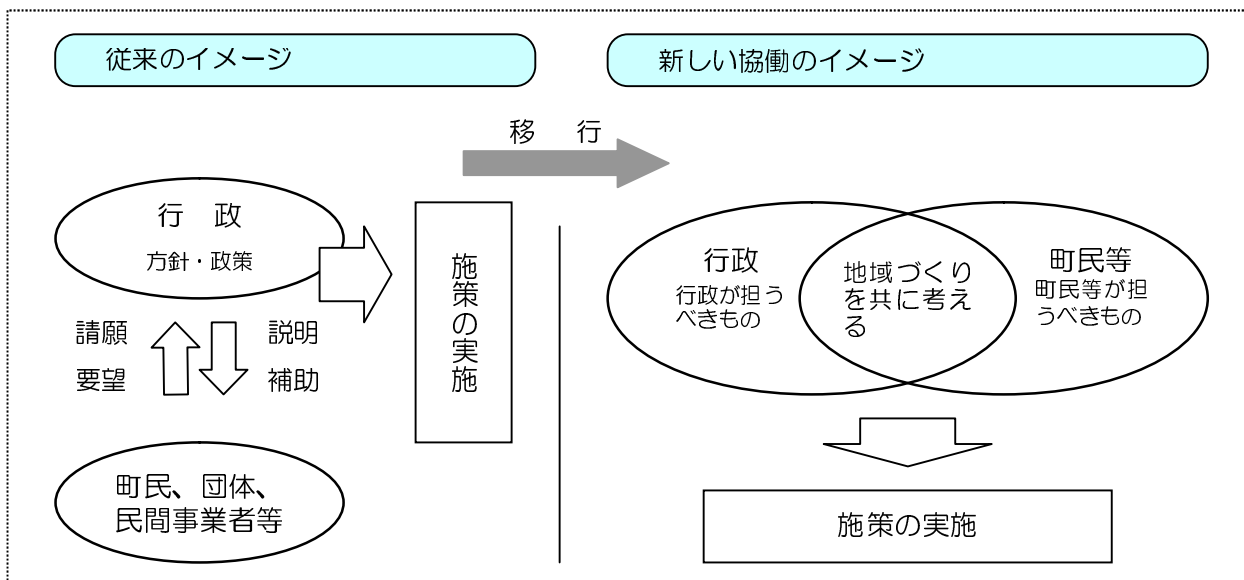 従来のイメージ
新しい協働のイメージ
移　行
行　政
方針・政策
請願
要望
説明
補助
町民、団体、
民間事業者等
施策の実施
行政
行政が担う
べきもの
地域づくり
を共に考え
る
町民等
町民等が担
うべきもの
施策の実施